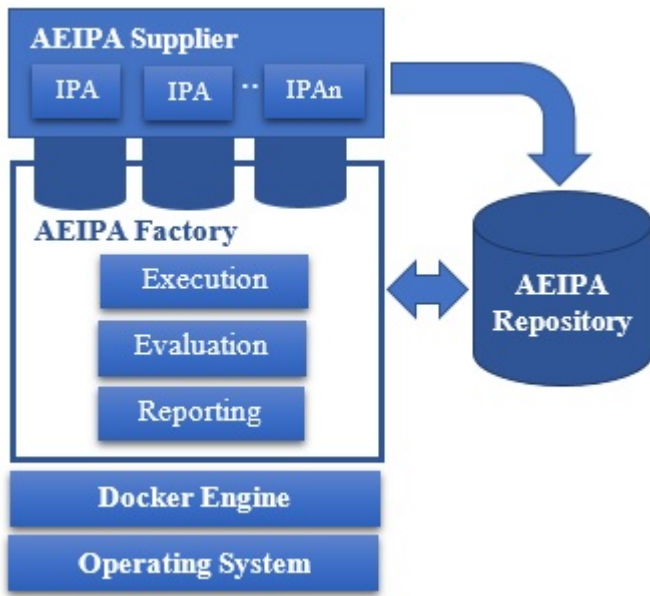 AEIPA Supplier
IPA IPA ·· IPAn
AEIPA Factory
Execution
Evaluation
Reporting
AEIPA
Repository
Docker Engine
Operating System